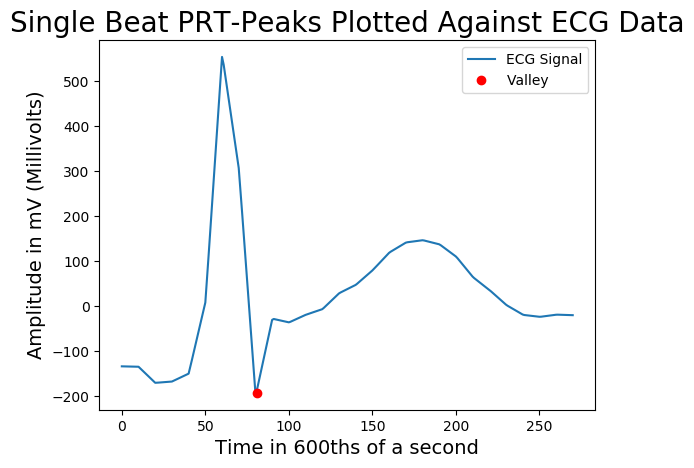 Single Beat PRT-Peaks Plotted Against ECG Data
ECG Signal
Valley
Amplitude in mV (Millivolts)
500
400
300
200
100
0
−100
−200
0 50 100 150 200 250
Time in 600ths of a second